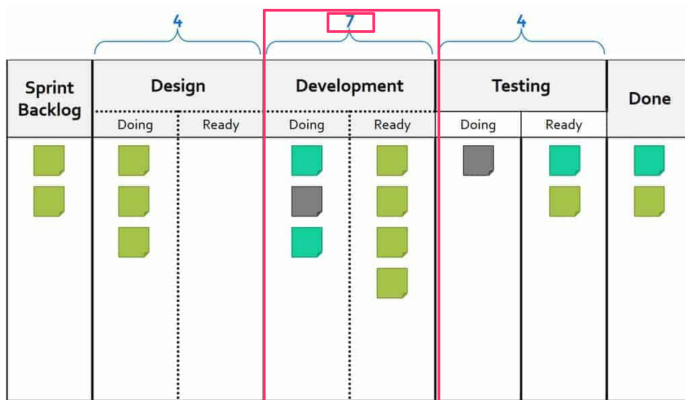 4
7
4
Sprint Backlog
Design
Development
Testing
Done
Doing
Ready
Doing
Ready
Doing
Ready